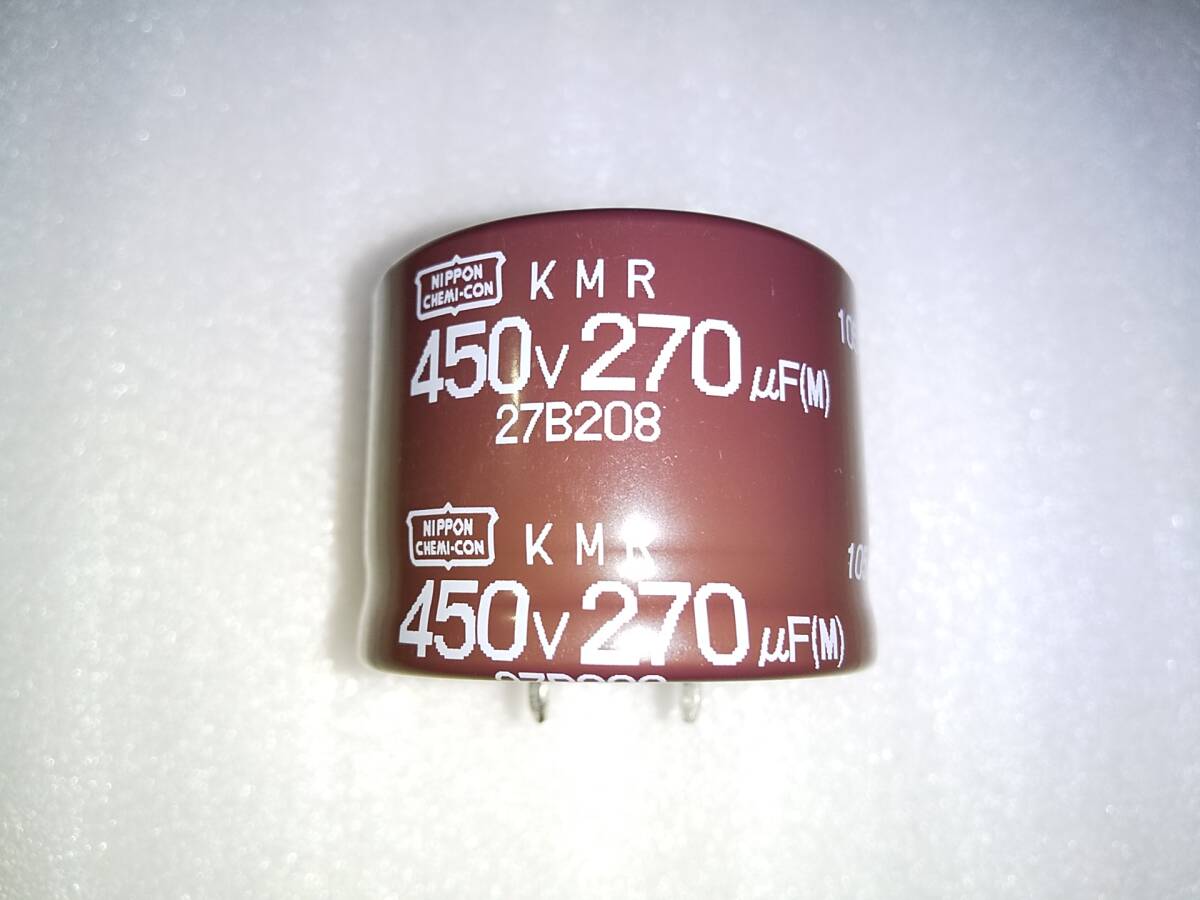 NIPPON
CHEMI-CON
KMR
450V 270 µF(M)
27B208
NIPPON
CHEMI-CON
KMR
450V 270 µF(M)